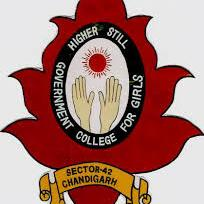 HIGHER STILL
GOVERNMENT COLLEGE FOR GIRLS
SECTOR-42
CHANDIGARH